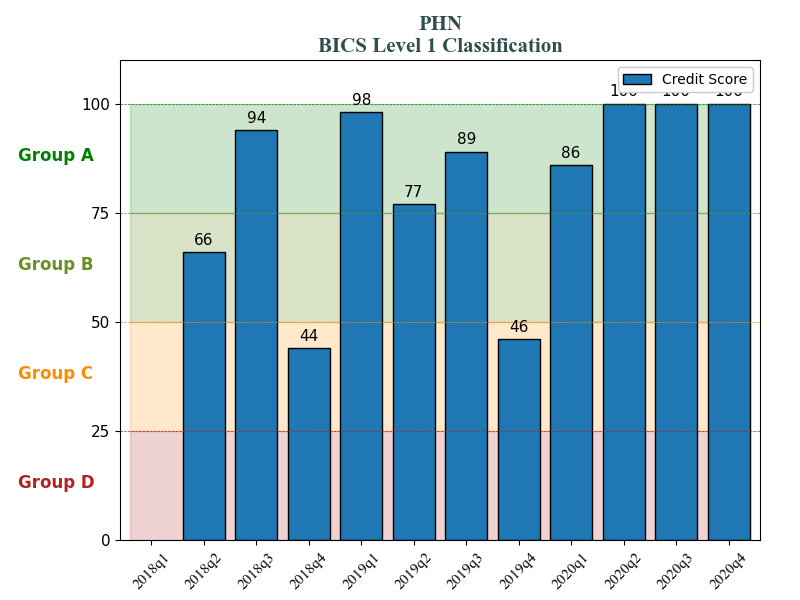 PHN
BICS Level 1 Classification
Credit Score
100
75
50
25
0
Group A
Group B
Group C
Group D
66
94
44
98
77
89
46
86
100
100
100
2018q1
2018q2
2018q3
2018q4
2019q1
2019q2
2019q3
2019q4
2020q1
2020q2
2020q3
2020q4